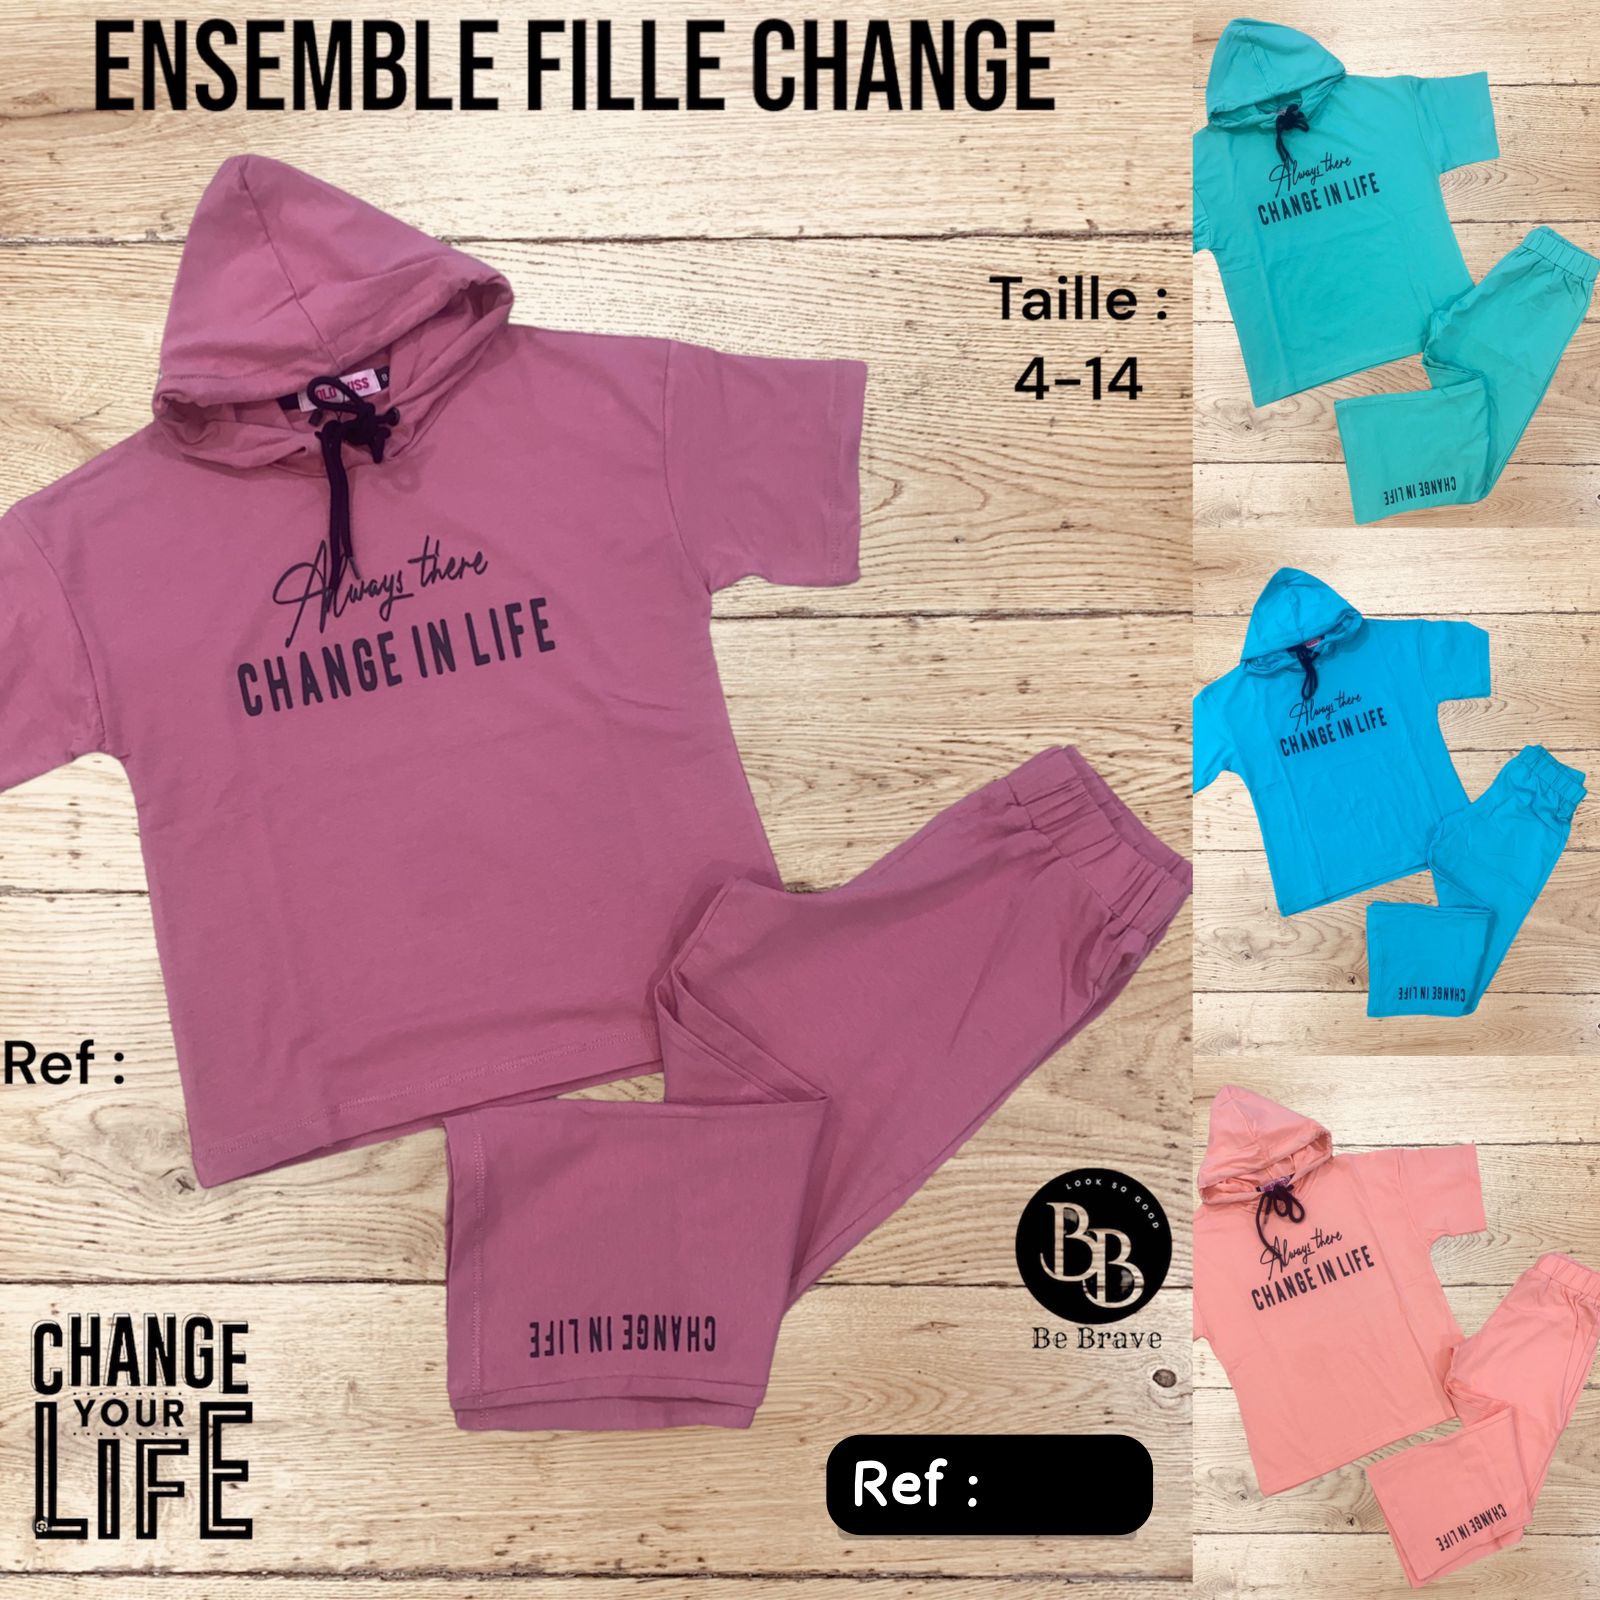 ENSEMBLE FILLE CHANGE
Taille :
4-14
8
Always there
CHANGE IN LIFE
CHANGE IN LIFE
Ref :
CHANGE
YOUR
LIFE
LOOK SO GOOD
BB
Be Brave
Ref :
Always there
CHANGE IN LIFE
CHANGE IN LIFE
Always there
CHANGE IN LIFE
CHANGE IN LIFE
Always there
CHANGE IN LIFE
CHANGE IN LIFE